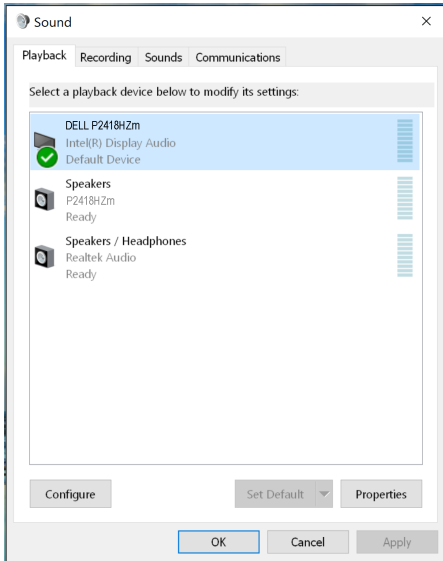 Sound
Playback Recording Sounds Communications
Select a playback device below to modify its settings:
DELL P2418HZm
Intel(R) Display Audio
Default Device
Speakers
P2418HZm
Ready
Speakers / Headphones
Realtek Audio
Ready
Configure Set Default Properties
OK Cancel Apply